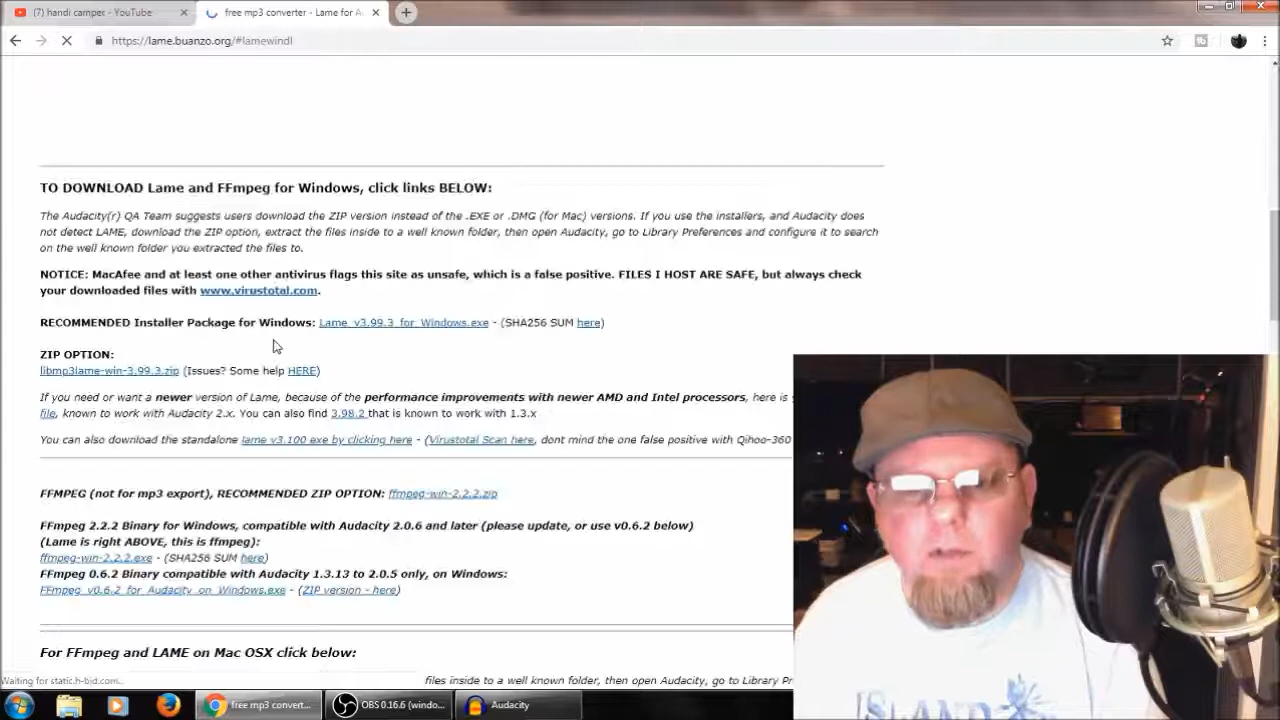 (7) handi camper - YouTube
free mp3 converter - Lame for A
https://lame.buanzo.org/#lamewindl
TO DOWNLOAD Lame and FFmpeg for Windows, click links BELOW:
The Audacity(r) QA Team suggests users download the ZIP version instead of the .EXE or .DMG (for Mac) versions. If you use the installers, and Audacity does
not detect LAME, download the ZIP option, extract the files inside to a well known folder, then open Audacity, go to Library Preferences and configure it to search
on the well known folder you extracted the files to.
NOTICE: MacAfee and at least one other antivirus flags this site as unsafe, which is a false positive. FILES I HOST ARE SAFE, but always check
your downloaded files with www.virustotal.com.
RECOMMENDED Installer Package for Windows: Lame_v3.99.3_for_Windows.exe - (SHA256 SUM here)
ZIP OPTION:
libmp3lame-win-3.99.3.zip (Issues? Some help HERE)
If you need or want a newer version of Lame, because of the performance improvements with newer AMD and Intel processors, here is
file, known to work with Audacity 2.x. You can also find 3.98.2 that is known to work with 1.3.x
You can also download the standalone lame v3.100 exe by clicking here - (Virustotal Scan here, dont mind the one false positive with Qihoo-360
FFMPEG (not for mp3 export), RECOMMENDED ZIP OPTION: ffmpeg-win-2.2.2.zip
FFmpeg 2.2.2 Binary for Windows, compatible with Audacity 2.0.6 and later (please update, or use v0.6.2 below)
(Lame is right ABOVE, this is ffmpeg):
ffmpeg-win-2.2.2.exe - (SHA256 SUM here)
FFmpeg 0.6.2 Binary compatible with Audacity 1.3.13 to 2.0.5 only, on Windows:
FFmpeg_v0.6.2_for_Audacity_on_Windows.exe - (ZIP version - here)
For FFmpeg and LAME on Mac OSX click below:
Waiting for static.h-bid.com...
files inside to a well known folder, then open Audacity, go to Library Pr
ISLAND
free mp3 convert...
OBS 0.16.6 (windo...
Audacity